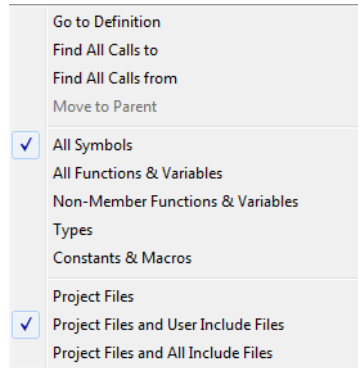 Go to Definition
Find All Calls to
Find All Calls from
Move to Parent
All Symbols
All Functions & Variables
Non-Member Functions & Variables
Types
Constants & Macros
Project Files
Project Files and User Include Files
Project Files and All Include Files